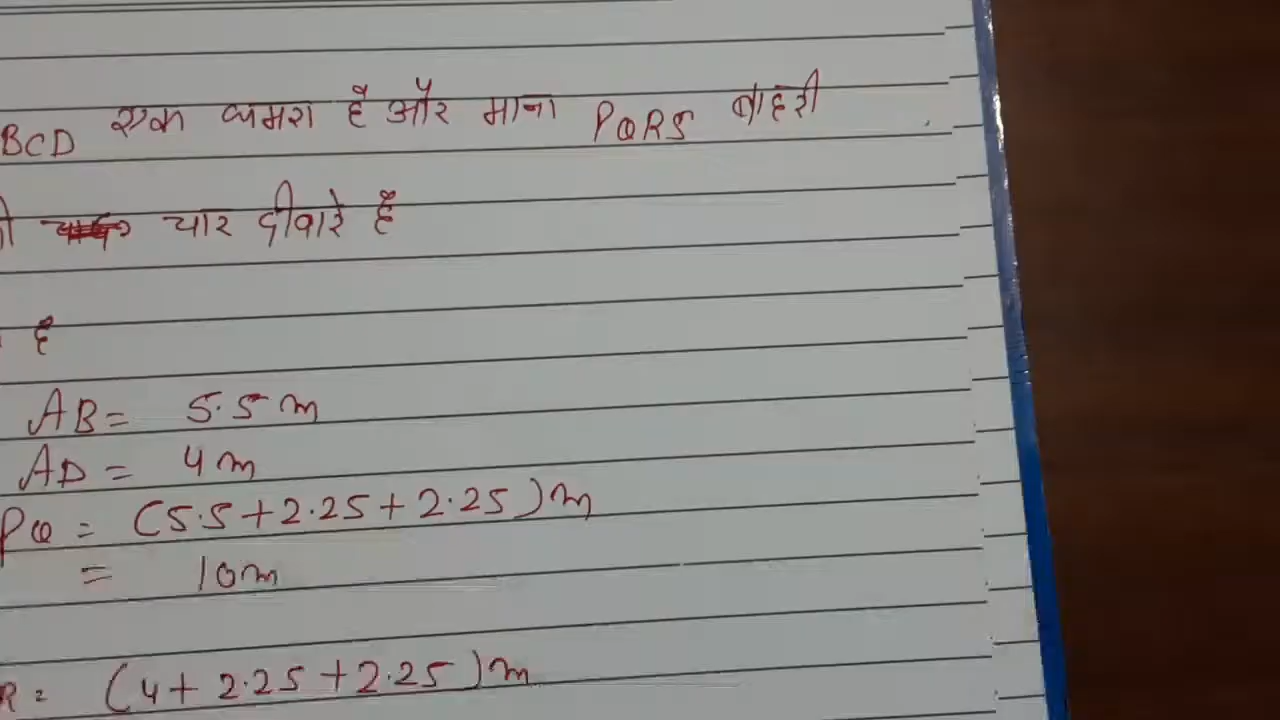 BCD एक कमरा है और माना PQRS बाहरी
चार दीवारे है
है
AB = 5.5 m
AD = 4 m
PQ = (5.5 + 2.25 + 2.25) m
= 10 m
R = (4 + 2.25 + 2.25) m